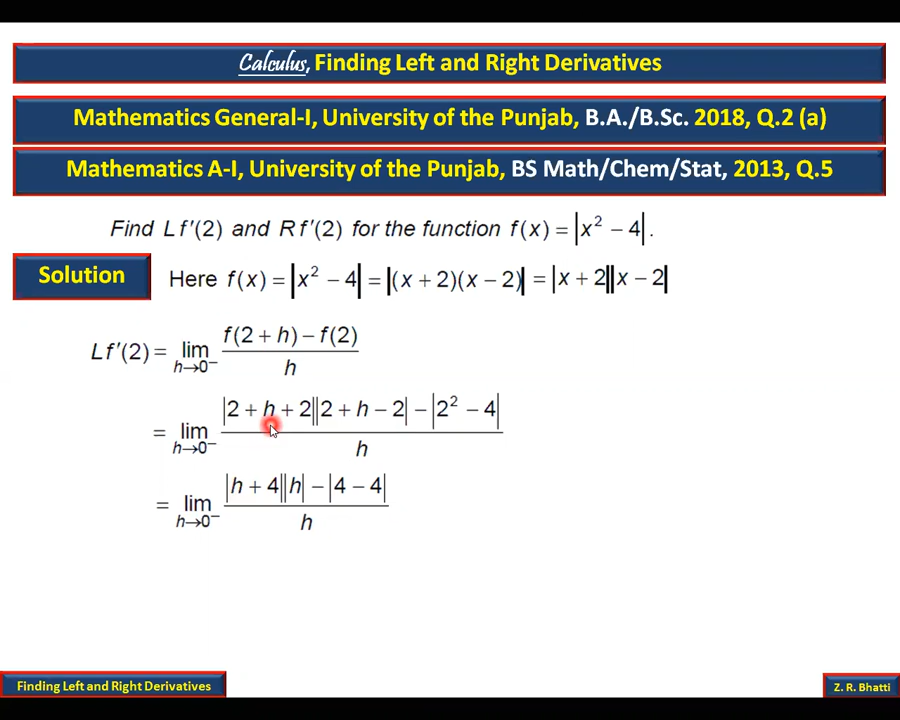 Calculus, Finding Left and Right Derivatives
Mathematics General-I, University of the Punjab, B.A./B.Sc. 2018, Q.2 (a)
Mathematics A-I, University of the Punjab, BS Math/Chem/Stat, 2013, Q.5
Find L f'(2) and R f'(2) for the function f(x) = |x² − 4|.
Solution
Here f(x) = |x² − 4| = |(x + 2)(x − 2)| = |x + 2||x − 2|
L f'(2) = lim h→0⁻ f(2 + h) − f(2) / h
= lim h→0⁻ |2 + h + 2||2 + h − 2| − |2² − 4| / h
= lim h→0⁻ |h + 4||h| − |4 − 4| / h
Finding Left and Right Derivatives
Z. R. Bhatti